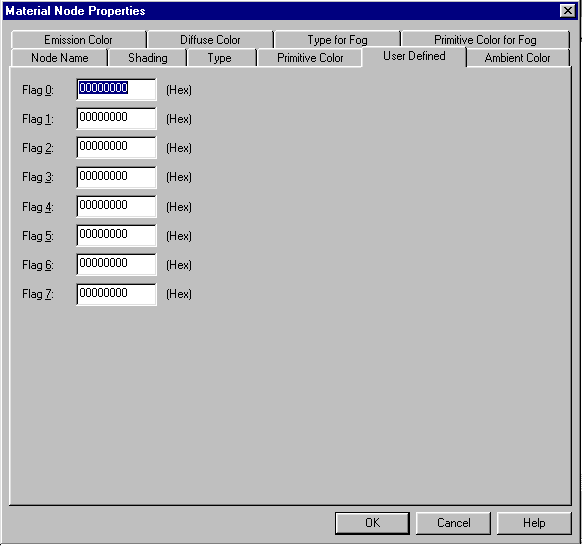 Material Node Properties
Emission Color Diffuse Color Type for Fog Primitive Color for Fog
Node Name Shading Type Primitive Color User Defined Ambient Color
Flag 0: 00000000 (Hex)
Flag 1: 00000000 (Hex)
Flag 2: 00000000 (Hex)
Flag 3: 00000000 (Hex)
Flag 4: 00000000 (Hex)
Flag 5: 00000000 (Hex)
Flag 6: 00000000 (Hex)
Flag 7: 00000000 (Hex)
OK Cancel Help